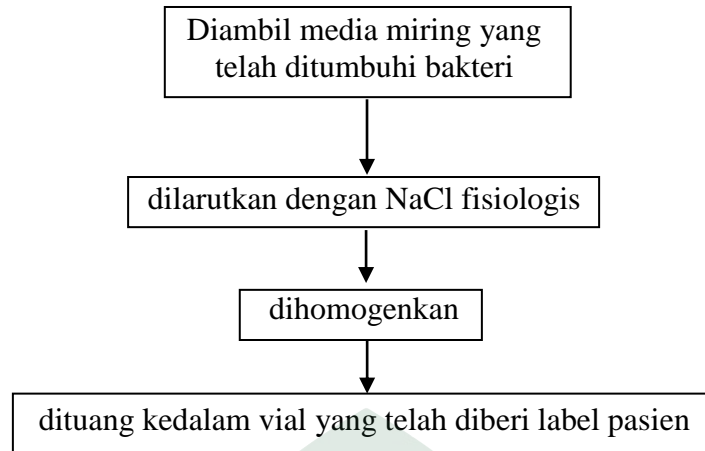 Diambil media miring yang
telah ditumbuhi bakteri
dilarutkan dengan NaCl fisiologis
dihomogenkan
dituang kedalam vial yang telah diberi label pasien